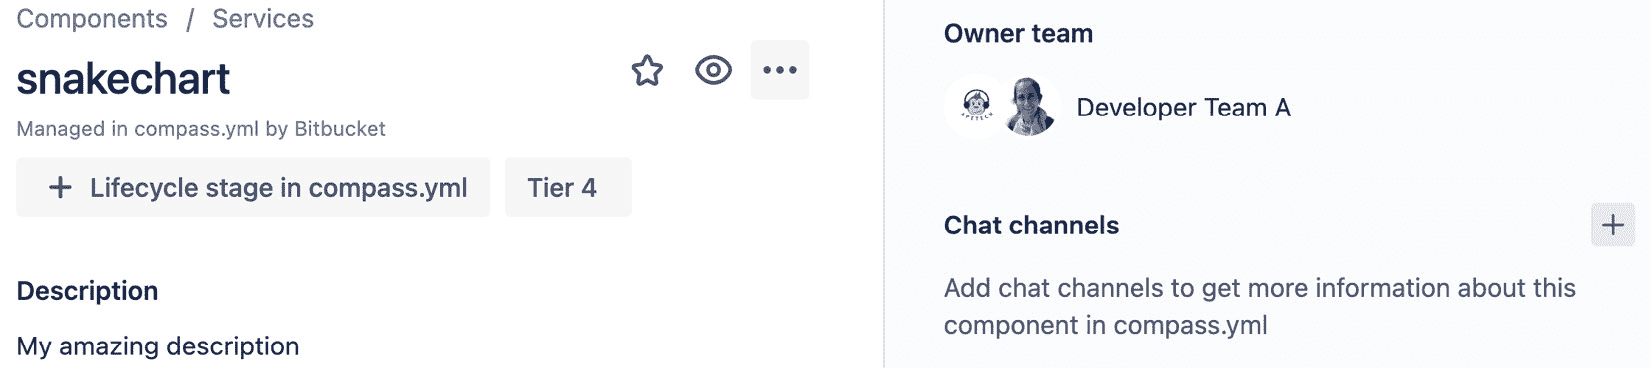 Components / Services
snakechart
Managed in compass.yml by Bitbucket
+ Lifecycle stage in compass.yml
Tier 4
Description
My amazing description
Owner team
APETECH
Developer Team A
Chat channels
+
Add chat channels to get more information about this
component in compass.yml